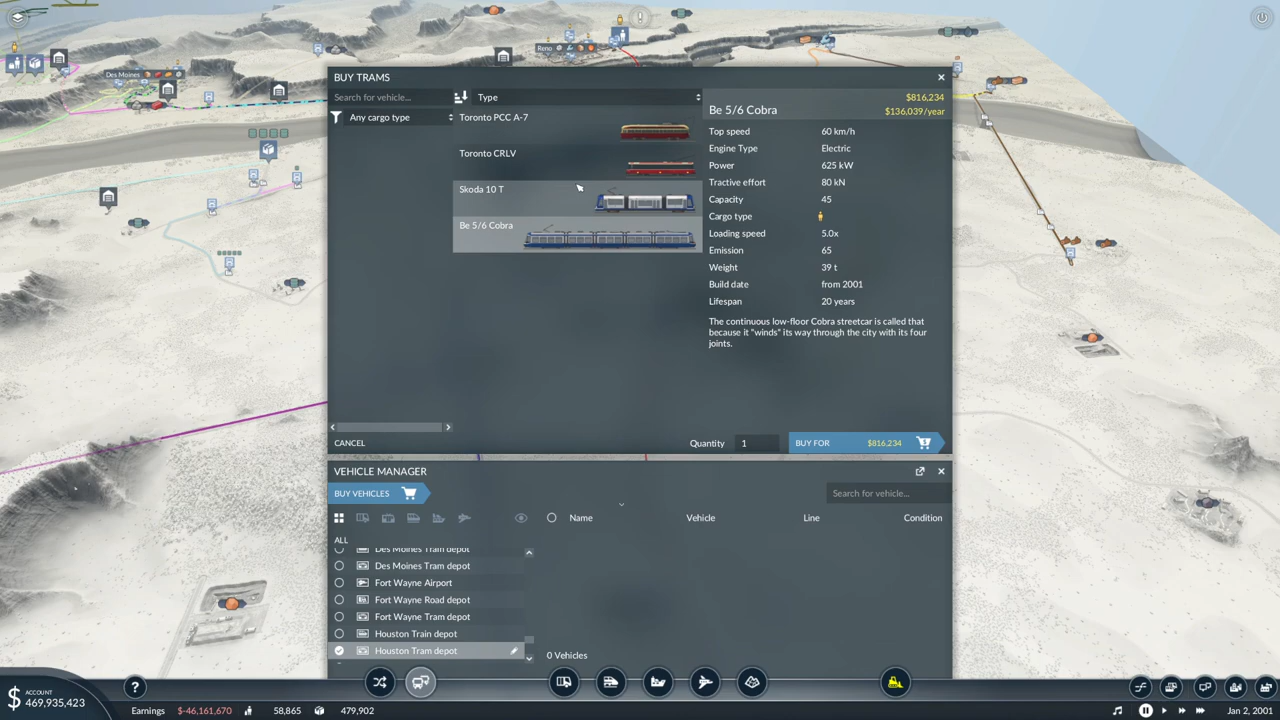 Reno
Des Moines
BUY TRAMS
Search for vehicle...
Type
Any cargo type
Toronto PCC A-7
Toronto CRLV
Skoda 10 T
Be 5/6 Cobra
Be 5/6 Cobra
$816,234
$136,039/year
Top speed 60 km/h
Engine Type Electric
Power 625 kW
Tractive effort 80 kN
Capacity 45
Cargo type
Loading speed 5.0x
Emission 65
Weight 39 t
Build date from 2001
Lifespan 20 years
The continuous low-floor Cobra streetcar is called that
because it "winds" its way through the city with its four
joints.
CANCEL
Quantity 1
BUY FOR $816,234
VEHICLE MANAGER
BUY VEHICLES
Search for vehicle...
Name Vehicle Line Condition
ALL
Des Moines Tram depot
Des Moines Tram depot
Fort Wayne Airport
Fort Wayne Road depot
Fort Wayne Tram depot
Houston Train depot
Houston Tram depot
0 Vehicles
$ ACCOUNT
469,935,423
?
Earnings $-46,161,670 58,865 479,902
Jan 2, 2001